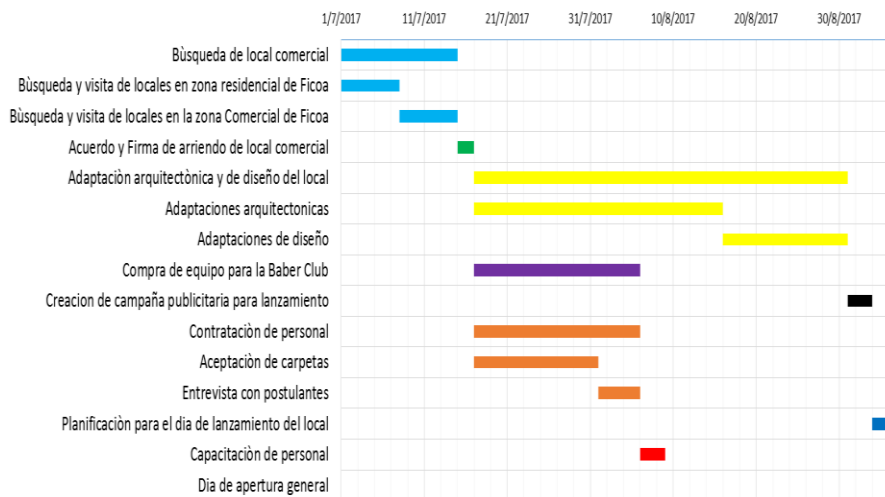 1/7/2017 11/7/2017 21/7/2017 31/7/2017 10/8/2017 20/8/2017 30/8/2017
Bùsqueda de local comercial
Bùsqueda y visita de locales en zona residencial de Ficoa
Bùsqueda y visita de locales en la zona Comercial de Ficoa
Acuerdo y Firma de arriendo de local comercial
Adaptaciòn arquitectònica y de diseño del local
Adaptaciones arquitectonicas
Adaptaciones de diseño
Compra de equipo para la Baber Club
Creacion de campaña publicitaria para lanzamiento
Contrataciòn de personal
Aceptaciòn de carpetas
Entrevista con postulantes
Planificaciòn para el dia de lanzamiento del local
Capacitaciòn de personal
Dia de apertura general